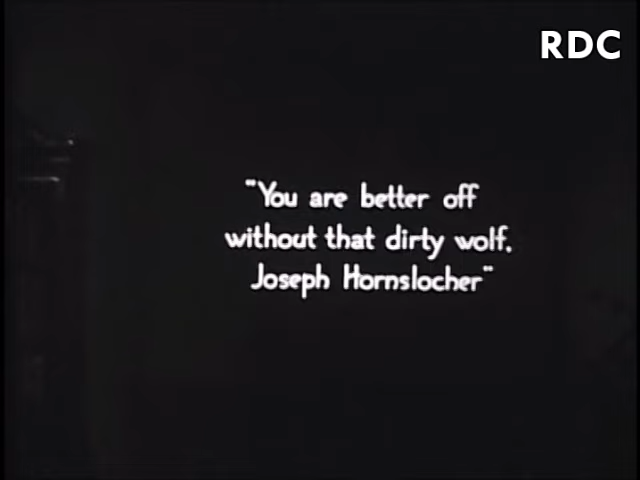 RDC
"You are better off
without that dirty wolf.
Joseph Hornslocher"